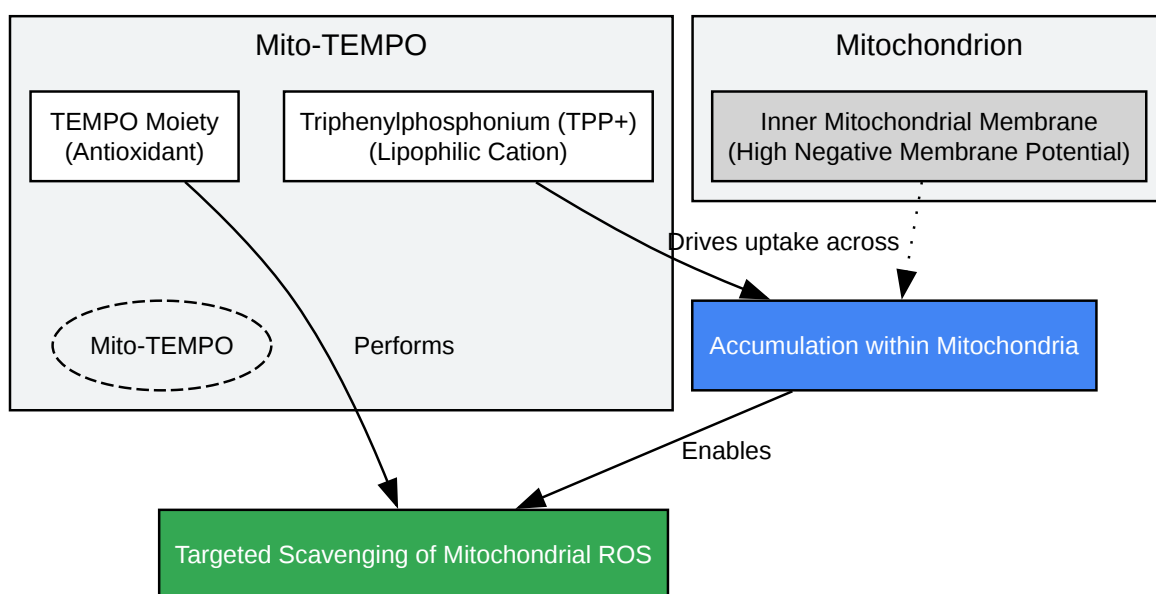 Mito-TEMPO
Mitochondrion
TEMPO Moiety
(Antioxidant)
Triphenylphosphonium (TPP+)
(Lipophilic Cation)
Inner Mitochondrial Membrane
(High Negative Membrane Potential)
Drives uptake across
Mito-TEMPO
Performs
Accumulation within Mitochondria
Enables
Targeted Scavenging of Mitochondrial ROS